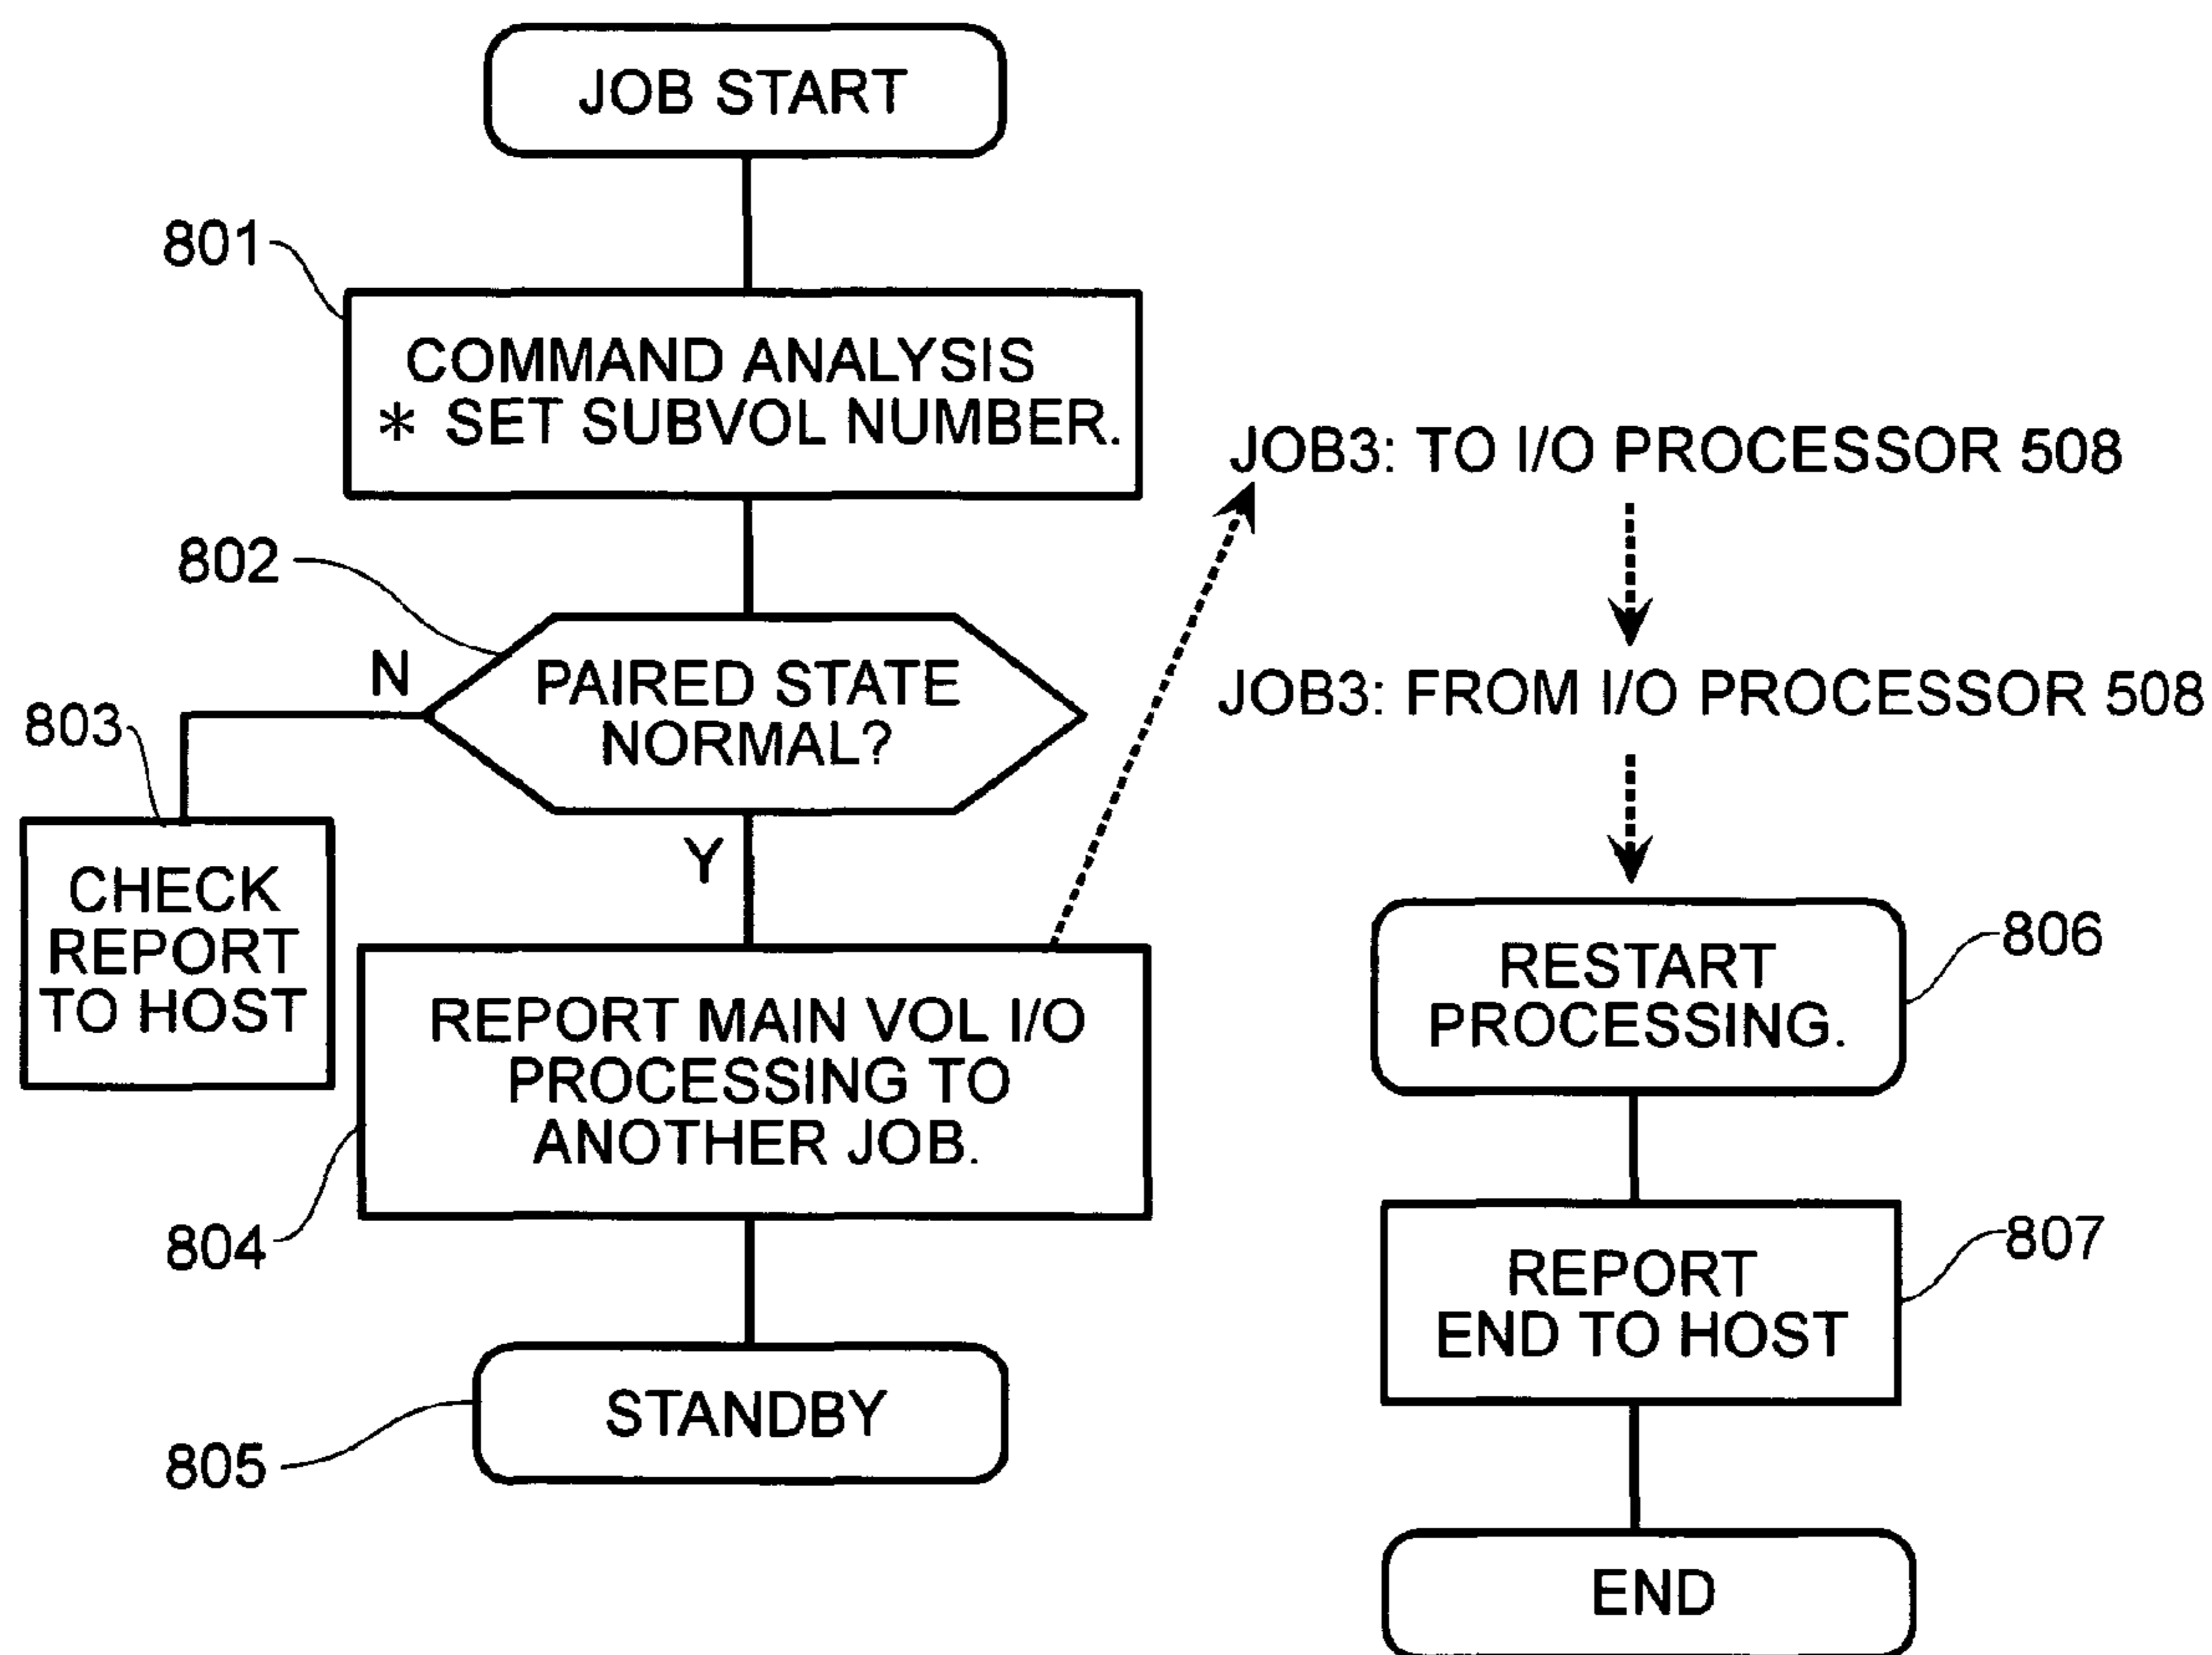 JOB START
801
COMMAND ANALYSIS
* SET SUBVOL NUMBER.
802
PAIRED STATE
NORMAL?
N
Y
803
CHECK
REPORT
TO HOST
804
REPORT MAIN VOL I/O
PROCESSING TO
ANOTHER JOB.
805
STANDBY
JOB3: TO I/O PROCESSOR 508
JOB3: FROM I/O PROCESSOR 508
RESTART
PROCESSING.
806
REPORT
END TO HOST
807
END